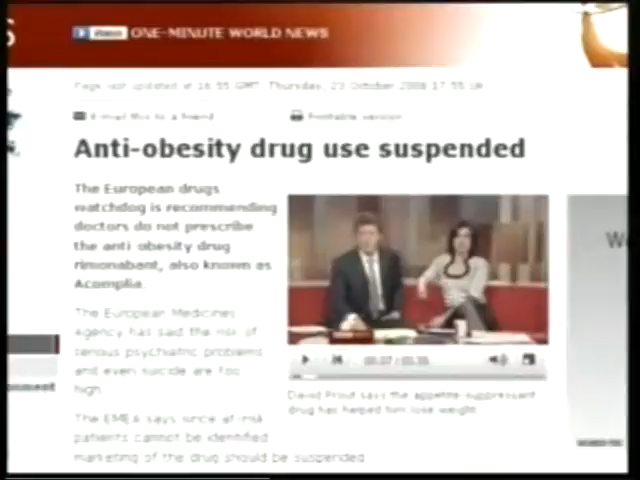 ONE-MINUTE WORLD NEWS
Page last updated at 16:55 GMT, Thursday, 23 October 2008 17:55 UK
E-mail this to a friend
Printable version
Anti-obesity drug use suspended
The European drugs
watchdog is recommending
doctors do not prescribe
the anti obesity drug
rimonabant, also known as
Acomplia.
The European Medicines
Agency has said the risk of
serious psychiatric problems
and even suicide are too
high.
The EMEA says since at-risk
patients cannot be identified
marketing of the drug should be suspended
David Prout says the appetite-suppressant
drug has helped him lose weight